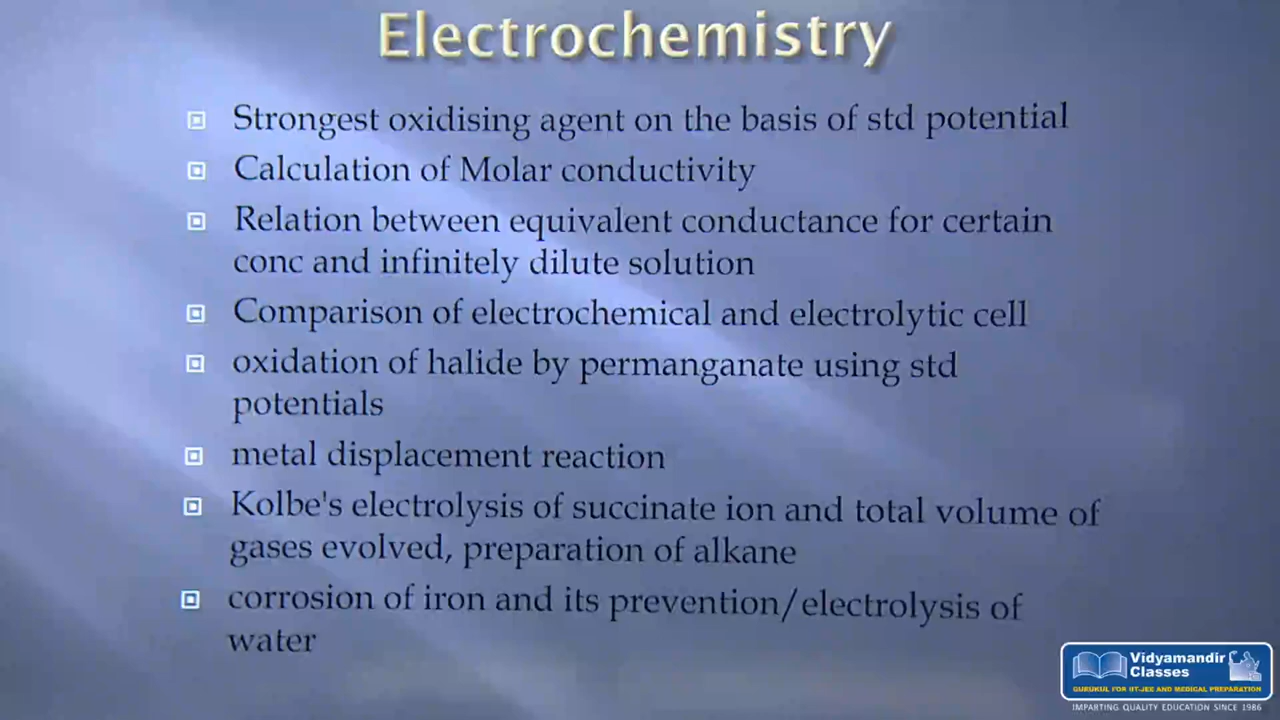 Electrochemistry
Strongest oxidising agent on the basis of std potential
Calculation of Molar conductivity
Relation between equivalent conductance for certain
conc and infinitely dilute solution
Comparison of electrochemical and electrolytic cell
oxidation of halide by permanganate using std
potentials
metal displacement reaction
Kolbe's electrolysis of succinate ion and total volume of
gases evolved, preparation of alkane
corrosion of iron and its prevention/electrolysis of
water
Vidyamandir
Classes
GURUKUL FOR IIT-JEE AND MEDICAL PREPARATION
IMPARTING QUALITY EDUCATION SINCE 1986